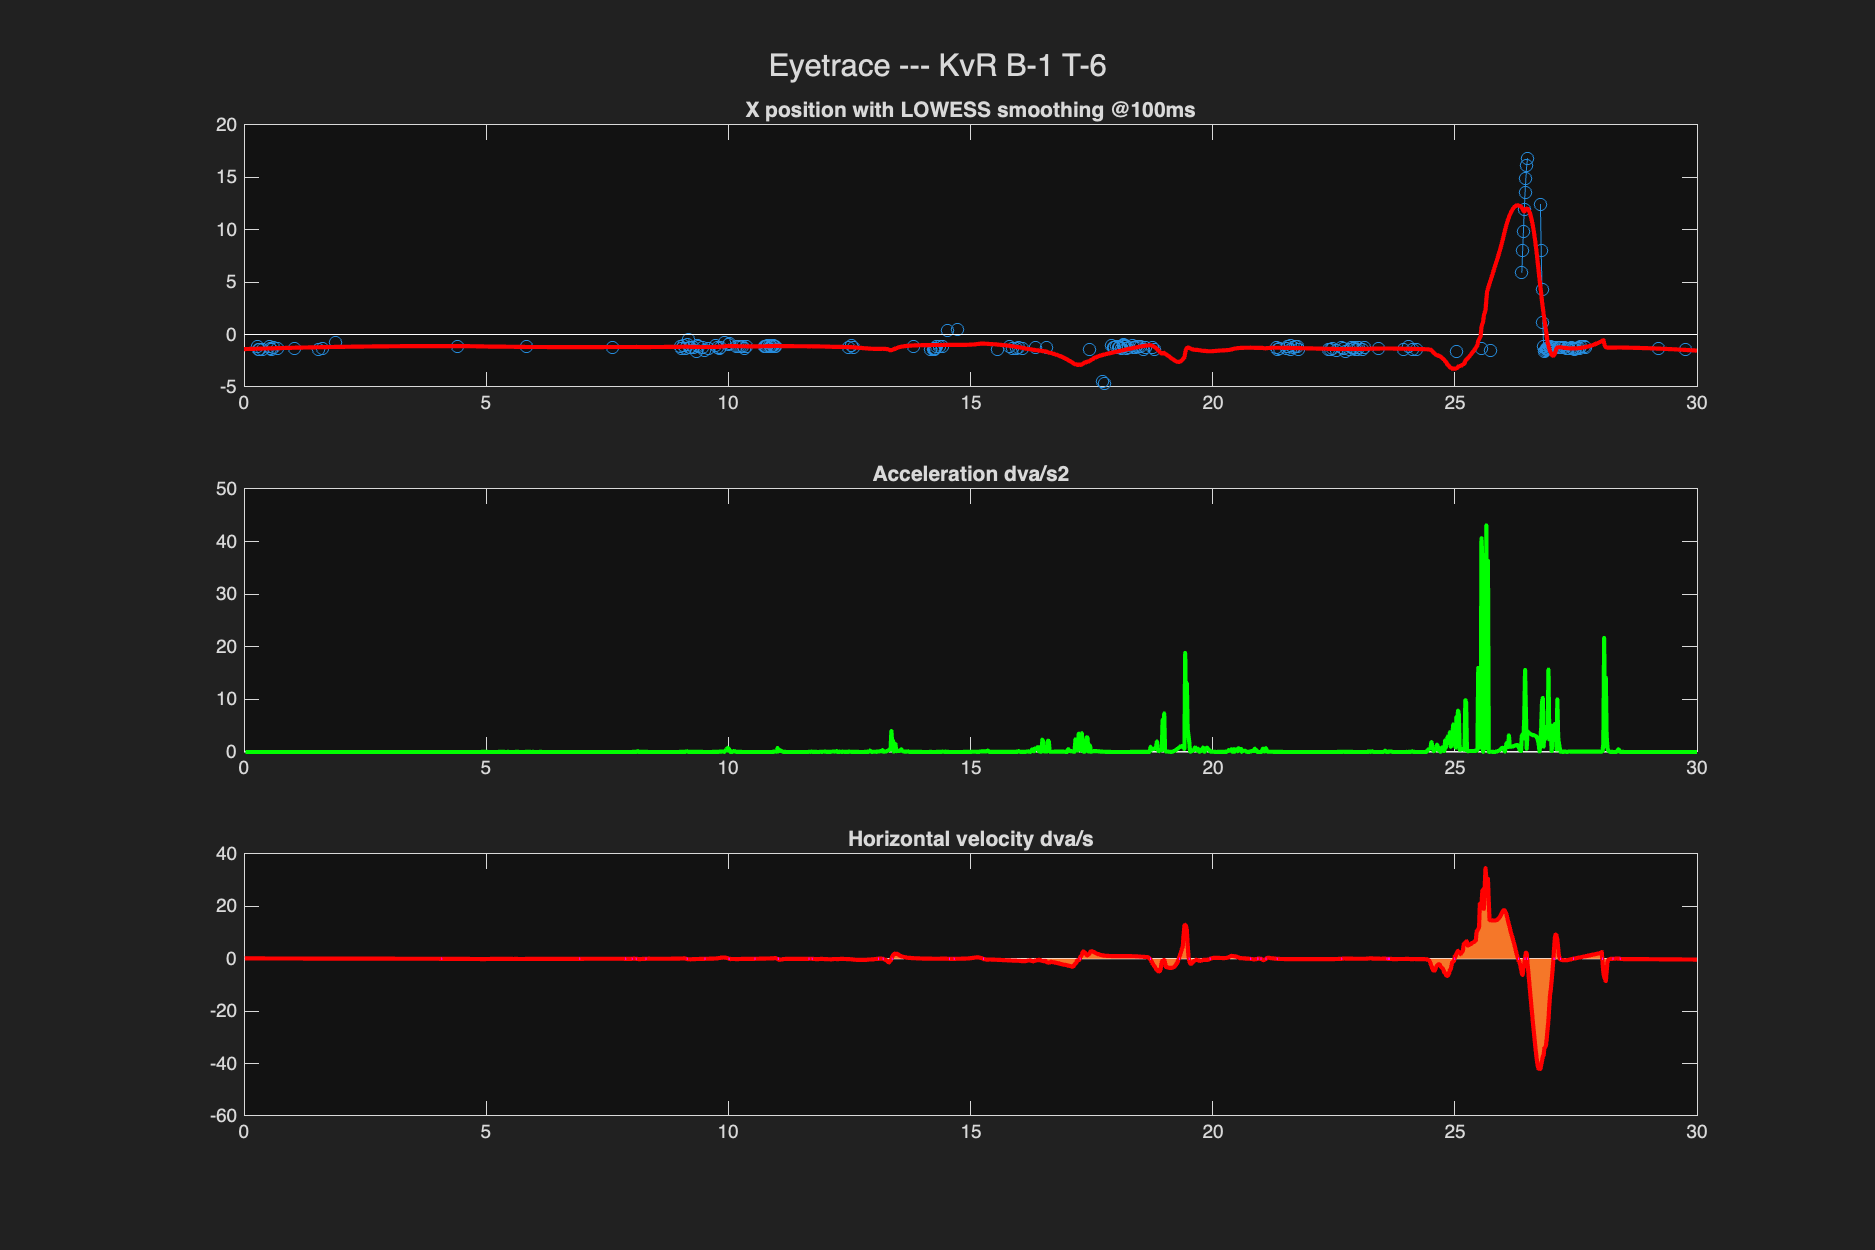 Eyetrace --- KvR B-1 T-6
X position with LOWESS smoothing @100ms
20
15
10
5
0
-5
0 5 10 15 20 25 30
Acceleration dva/s2
50
40
30
20
10
0
0 5 10 15 20 25 30
Horizontal velocity dva/s
40
20
0
-20
-40
-60
0 5 10 15 20 25 30